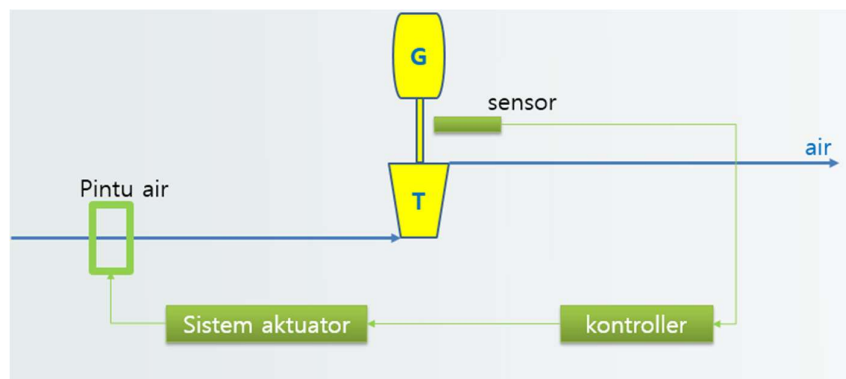 G
sensor
air
Pintu air
T
Sistem aktuator
kontroller